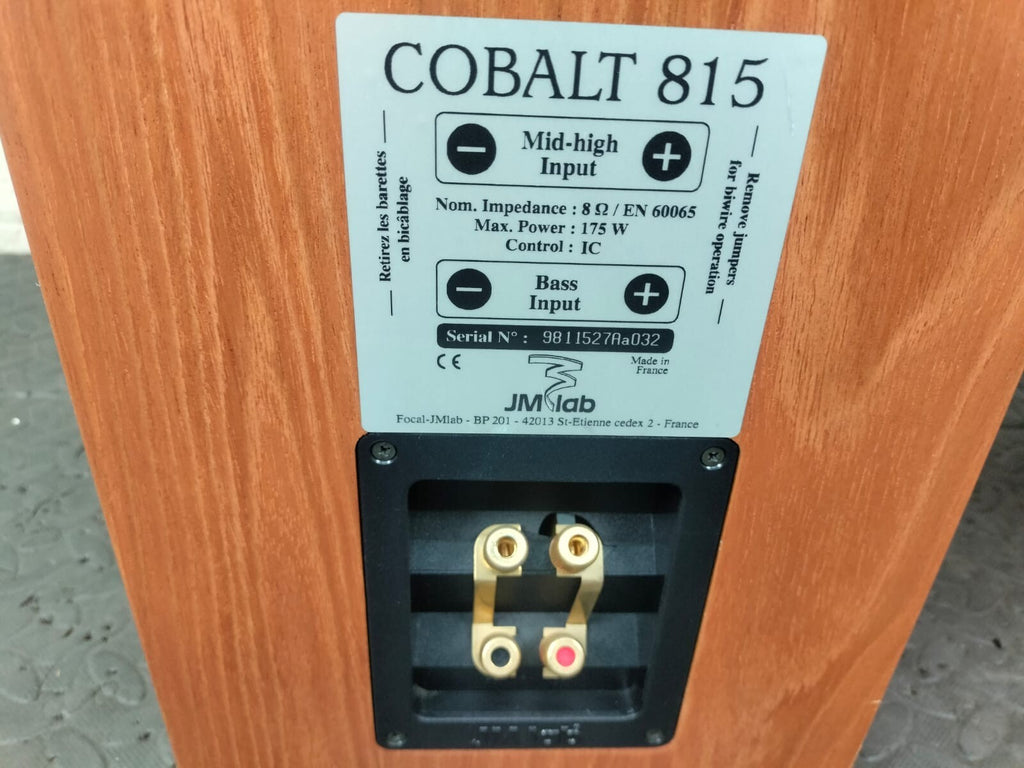 COBALT 815
Retirez les barettes
en bicâblage
− Mid-high +
Input
Remove jumpers
for biwire operation
Nom. Impedance : 8 Ω / EN 60065
Max. Power : 175 W
Control : IC
− Bass +
Input
Serial N° : 9811527Aa032
CE
Made in
France
JMlab
Focal-JMlab - BP 201 - 42013 St-Etienne cedex 2 - France